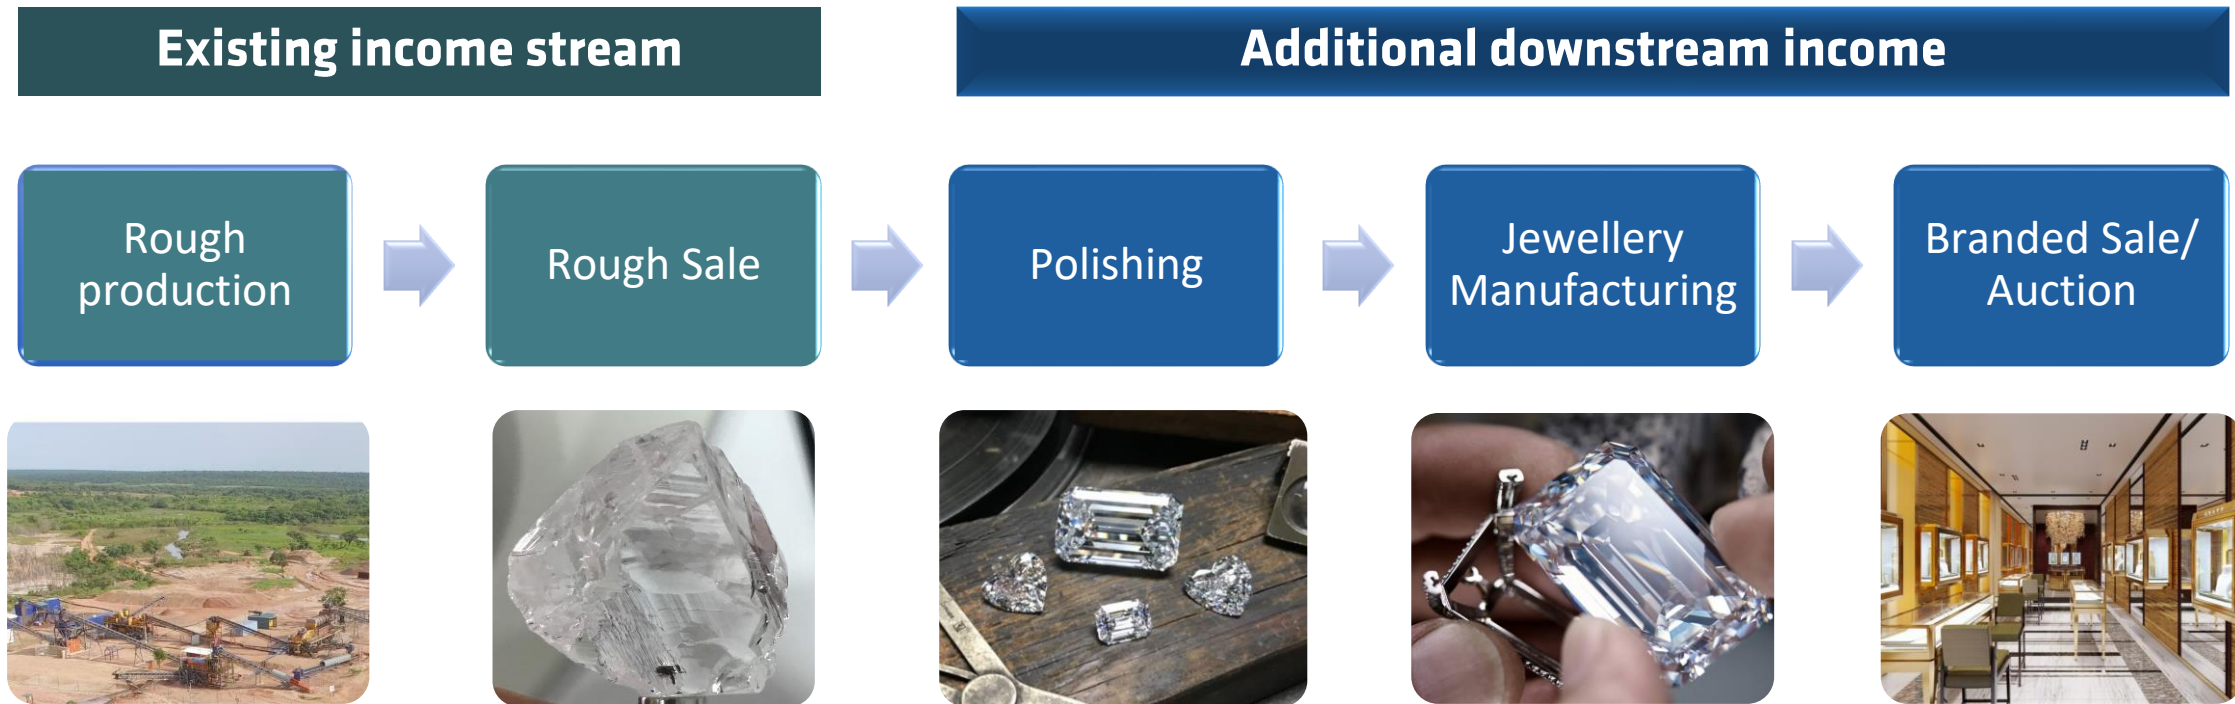 Existing income stream
Additional downstream income
Rough
production
Rough Sale
Polishing
Jewellery
Manufacturing
Branded Sale/
Auction